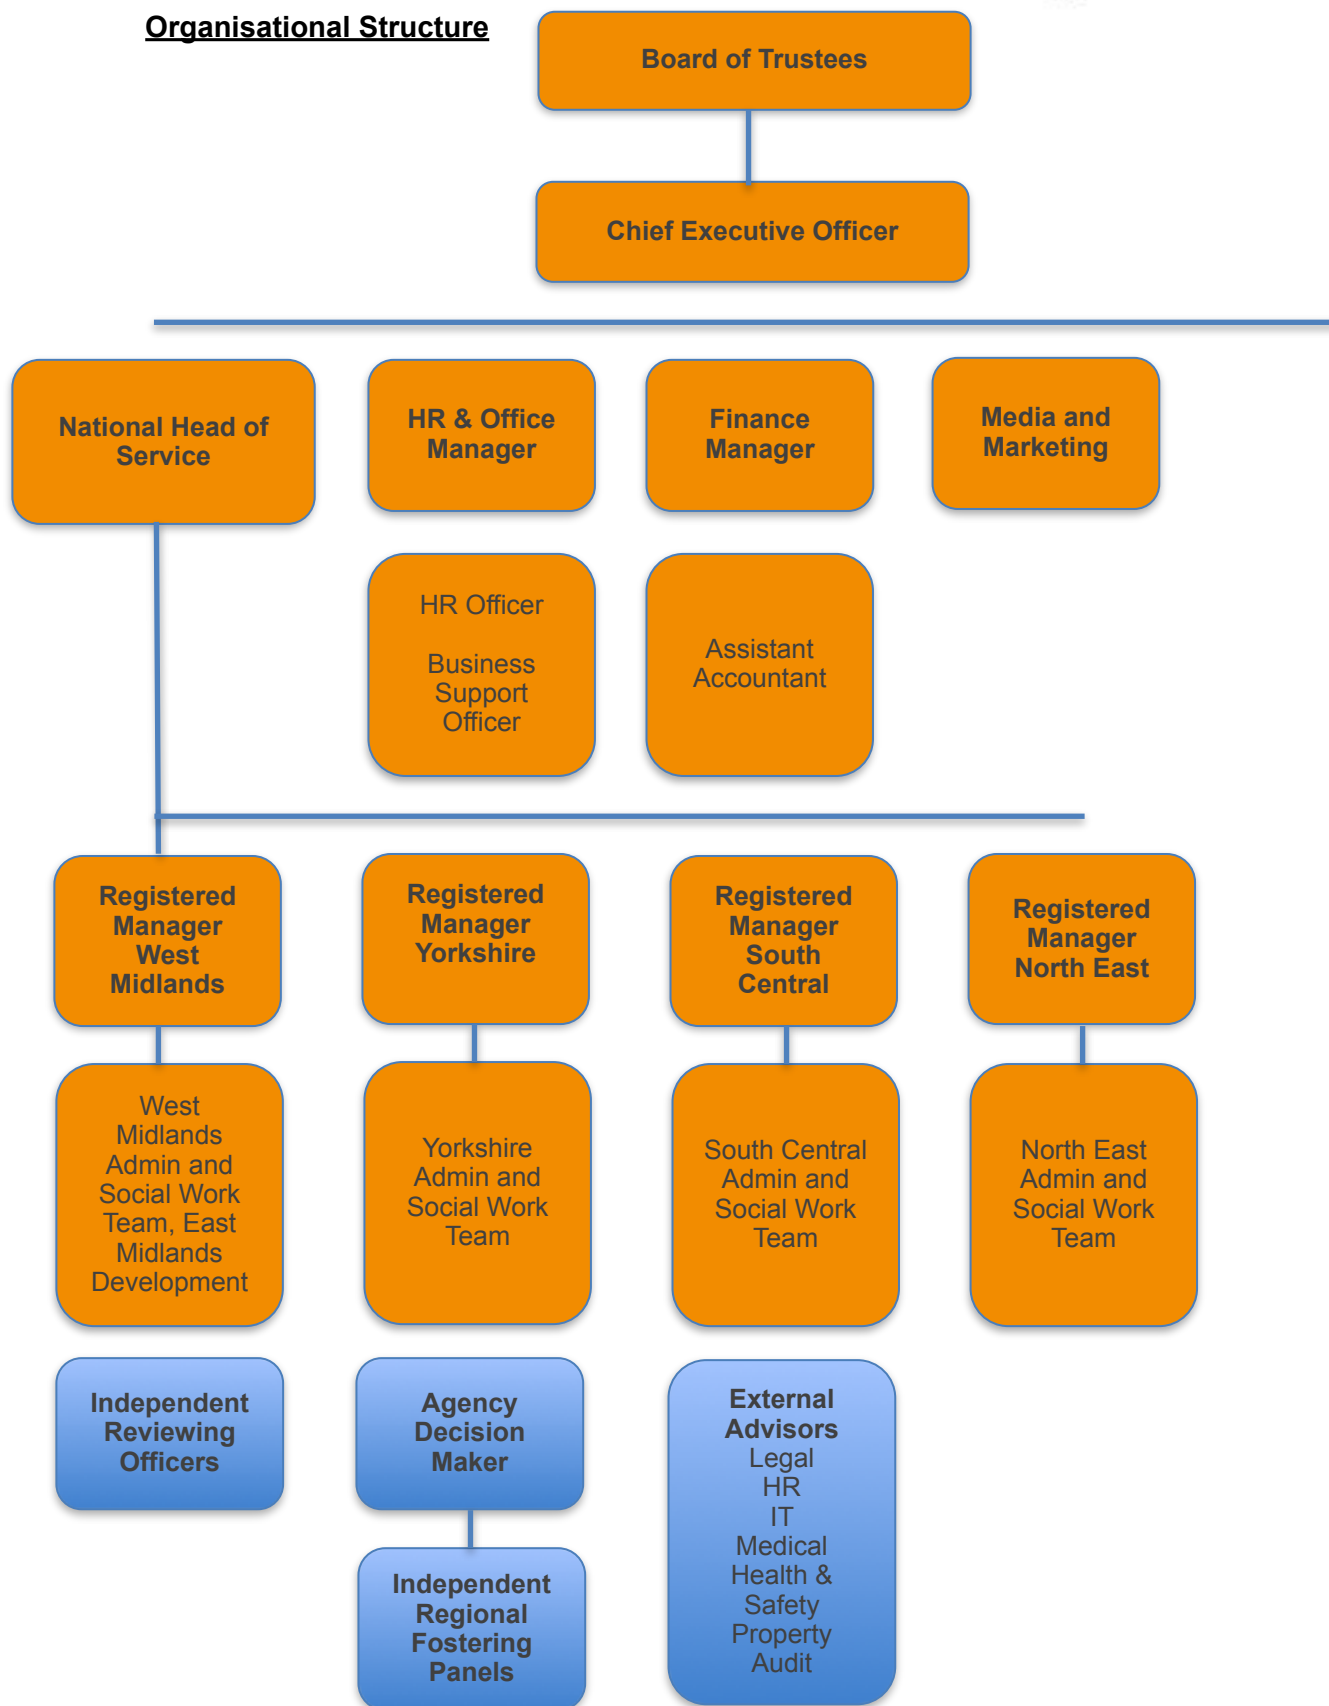 Organisational Structure
Board of Trustees
Chief Executive Officer
National Head of
Service
HR & Office
Manager
Finance
Manager
Media and
Marketing
HR Officer
Business
Support
Officer
Assistant
Accountant
Registered
Manager
West
Midlands
Registered
Manager
Yorkshire
Registered
Manager
South
Central
Registered
Manager
North East
West
Midlands
Admin and
Social Work
Team, East
Midlands
Development
Yorkshire
Admin and
Social Work
Team
South Central
Admin and
Social Work
Team
North East
Admin and
Social Work
Team
Independent
Reviewing
Officers
Agency
Decision
Maker
External
Advisors
Legal
HR
IT
Medical
Health &
Safety
Property
Audit
Independent
Regional
Fostering
Panels